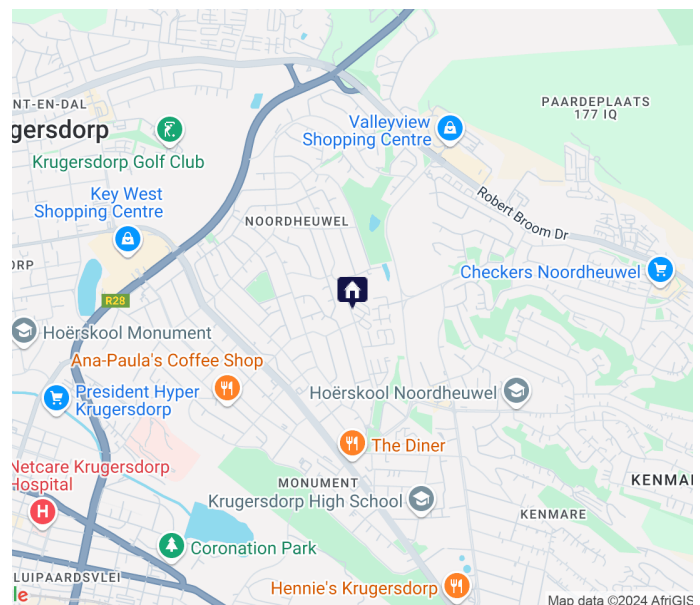 NT-EN-DAL
gersdorp
Krugersdorp Golf Club
Valleyview
Shopping Centre
PAARDEPLAATS
177 IQ
Key West
Shopping Centre
NOORDHEUWEL
Robert Broom Dr
Checkers Noordheuwel
ORP
R28
Hoërskool Monument
Ana-Paula's Coffee Shop
President Hyper
Krugersdorp
Hoërskool Noordheuwel
The Diner
Netcare Krugersdorp
Hospital
H
MONUMENT
Krugersdorp High School
KENMA
KENMARE
Coronation Park
LUIPAARDSVLEI
Hennie's Krugersdorp
le
Map data ©2024 AfriGIS